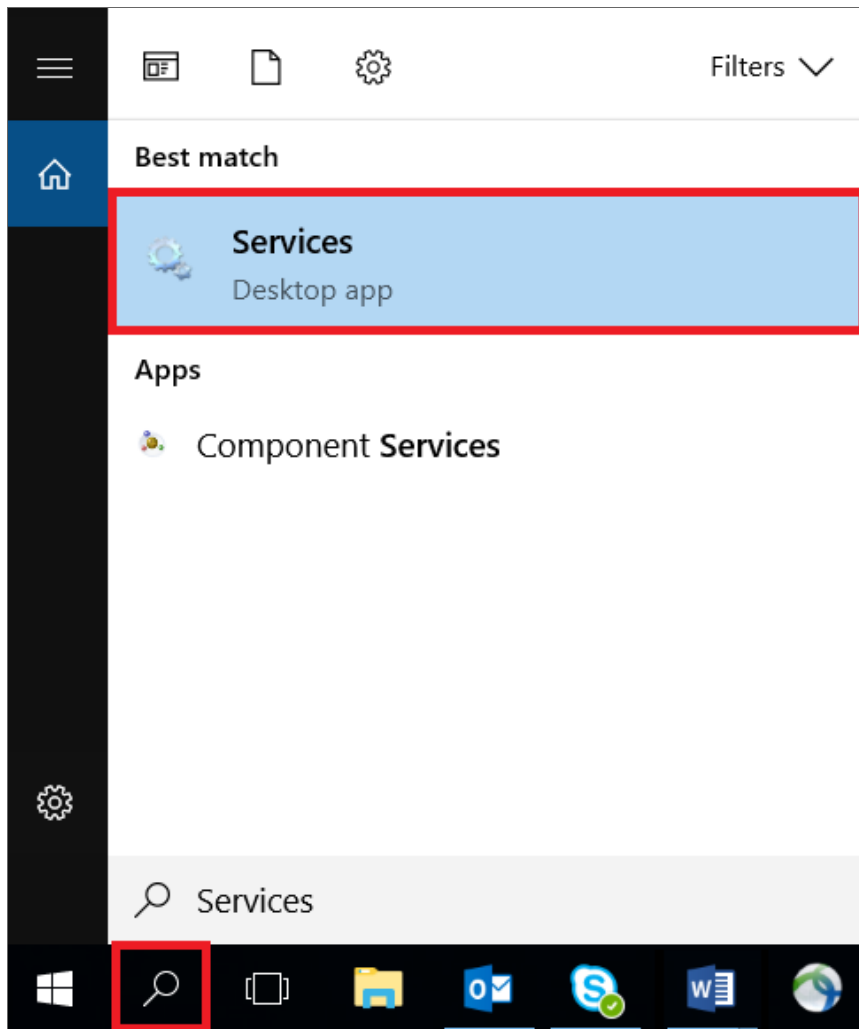 Filters
Best match
Services
Desktop app
Apps
Component Services
Services